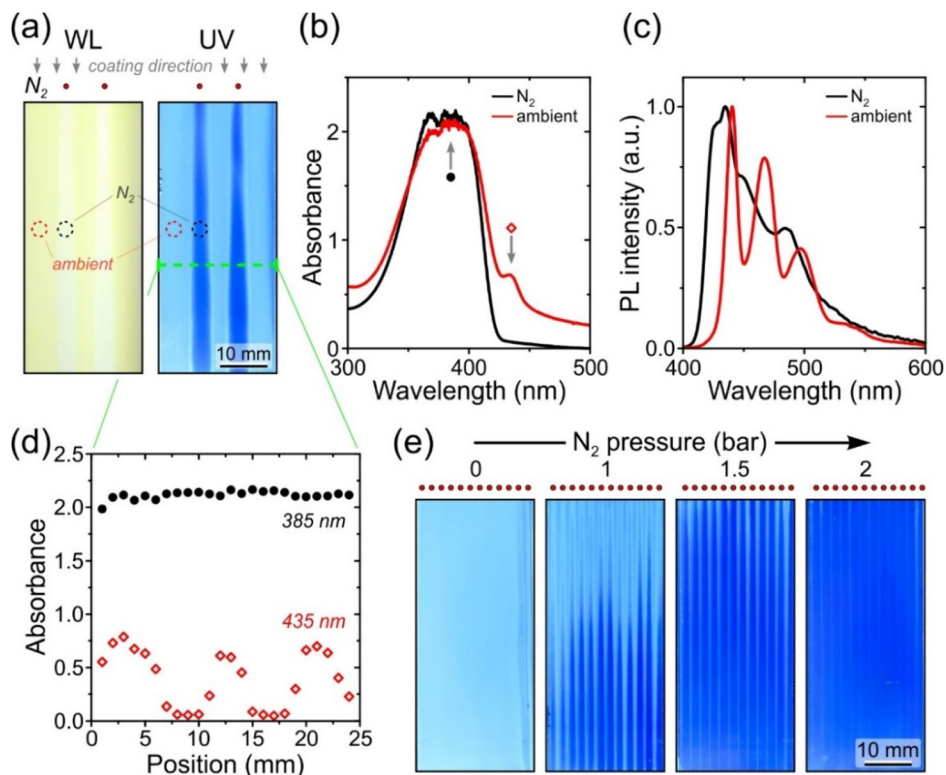 (a)
WL
UV
coating direction
N2
N2
ambient
10 mm
(b)
N2
ambient
2
1
0
Absorbance
300
400
500
Wavelength (nm)
(c)
N2
ambient
1.0
0.5
0.0
PL intensity (a.u.)
400
500
600
Wavelength (nm)
(d)
2.5
2.0
1.5
1.0
0.5
0.0
Absorbance
385 nm
435 nm
0
5
10
15
20
25
Position (mm)
(e)
N2 pressure (bar)
0
1
1.5
2
10 mm